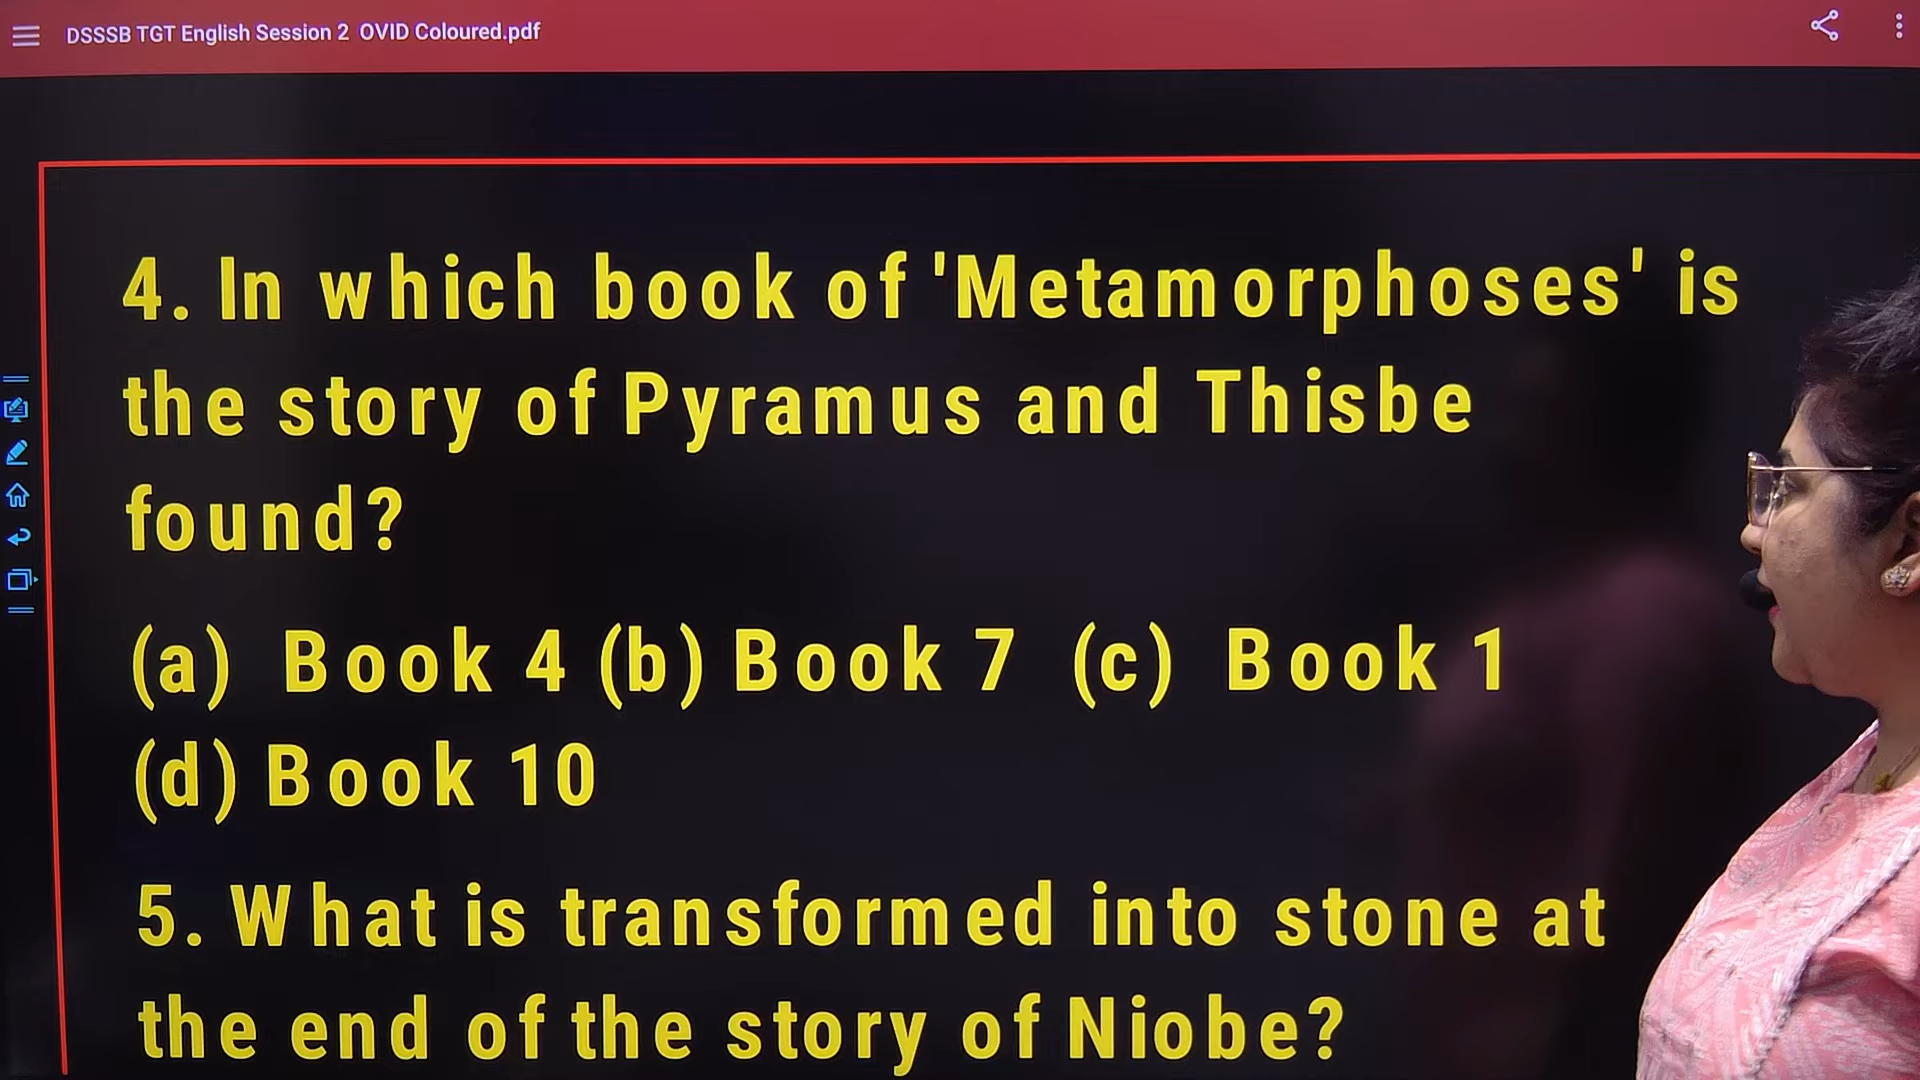 DSSSB TGT English Session 2 OVID Coloured.pdf
4. In which book of 'Metamorphoses' is
the story of Pyramus and Thisbe
found?
(a) Book 4 (b) Book 7 (c) Book 1
(d) Book 10
5. What is transformed into stone at
the end of the story of Niobe?